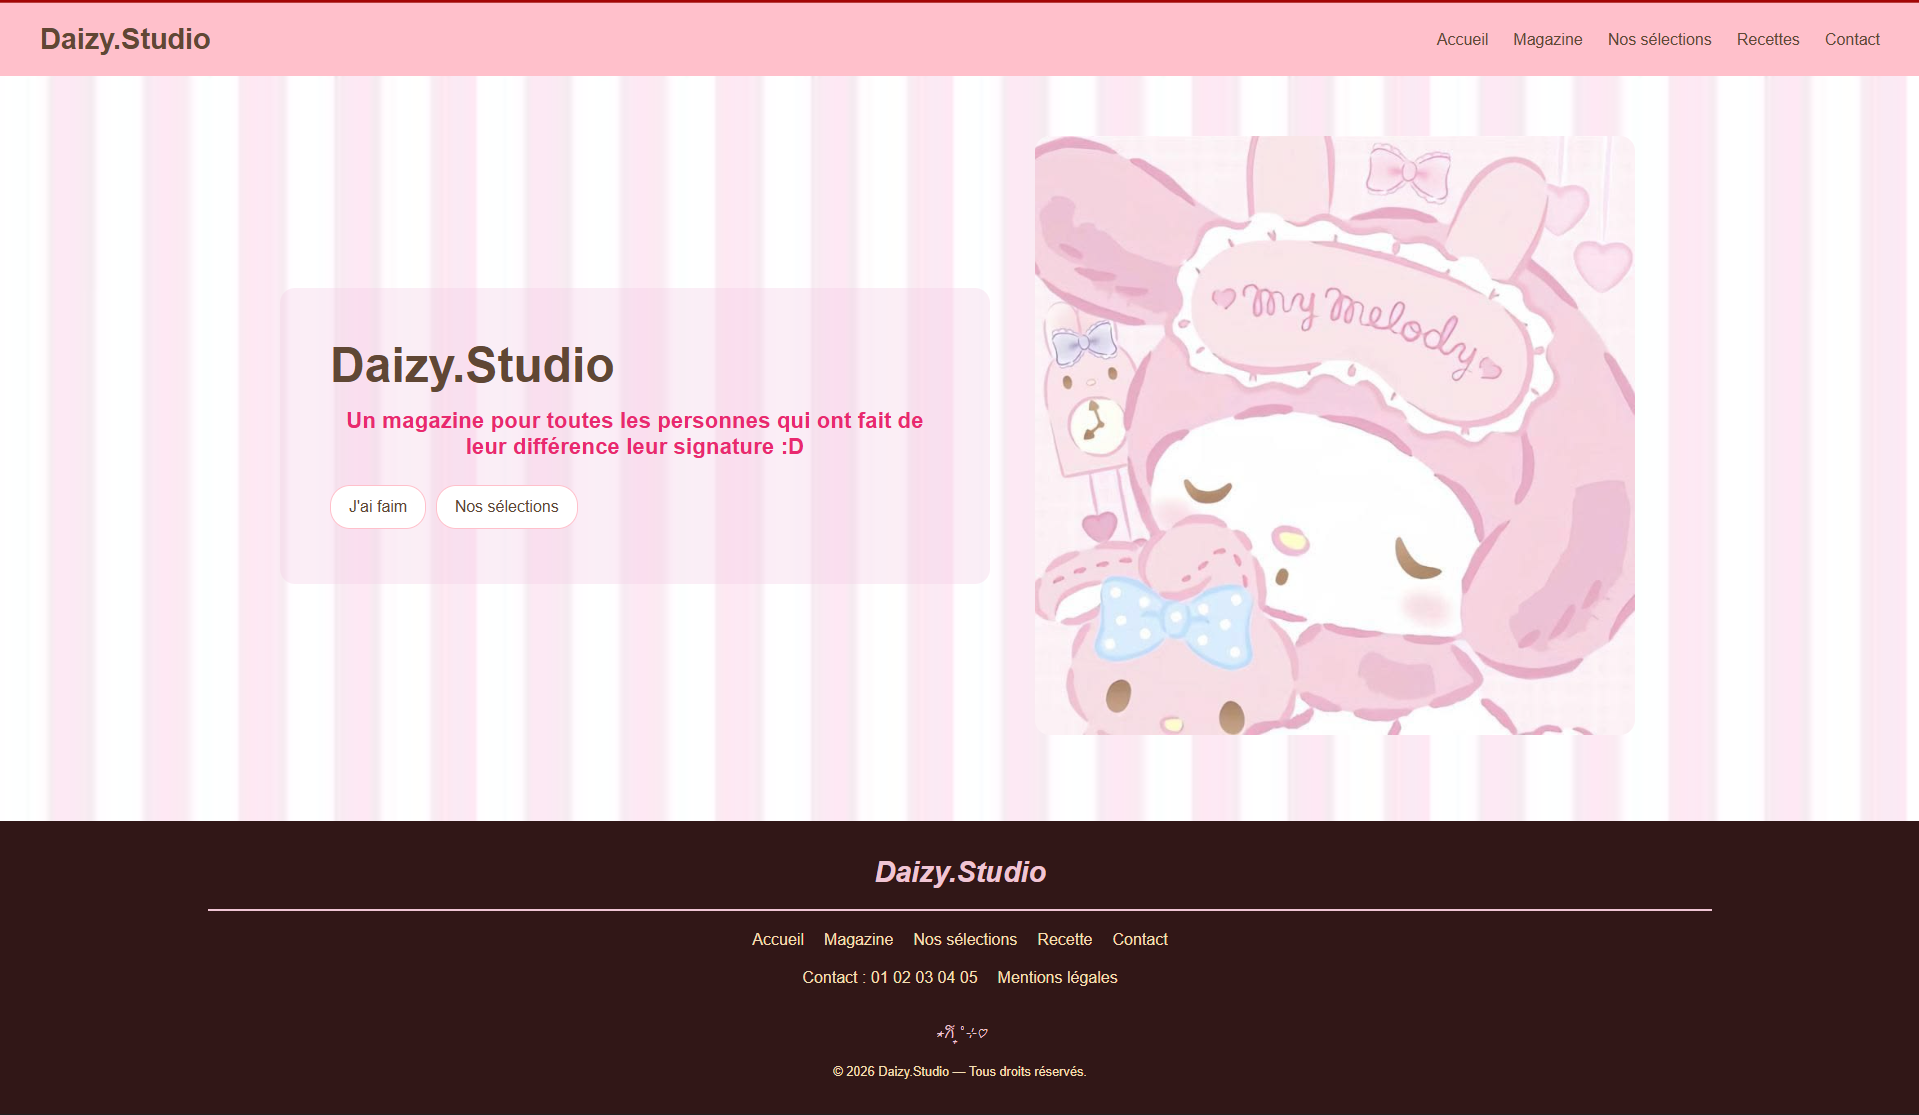 Daizy.Studio
Accueil Magazine Nos sélections Recettes Contact
My Melody
Daizy.Studio
Un magazine pour toutes les personnes qui ont fait de
leur différence leur signature :D
J'ai faim Nos sélections
Daizy.Studio
Accueil Magazine Nos sélections Recette Contact
Contact : 01 02 03 04 05 Mentions légales
© 2026 Daizy.Studio — Tous droits réservés.